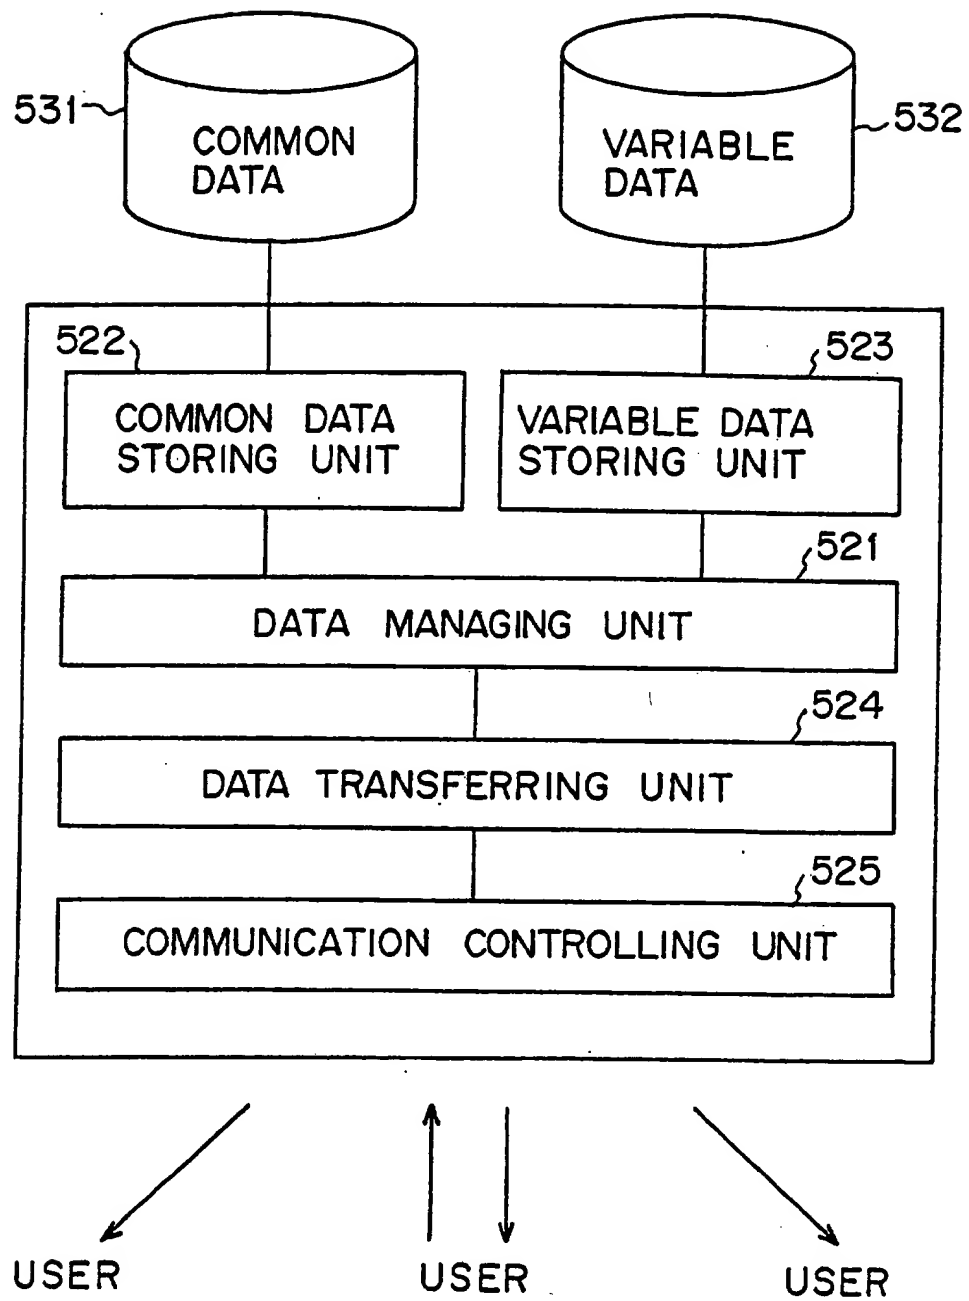 531
COMMON
DATA
VARIABLE
DATA
532
522
COMMON DATA
STORING UNIT
523
VARIABLE DATA
STORING UNIT
521
DATA MANAGING UNIT
524
DATA TRANSFERRING UNIT
525
COMMUNICATION CONTROLLING UNIT
USER
USER
USER